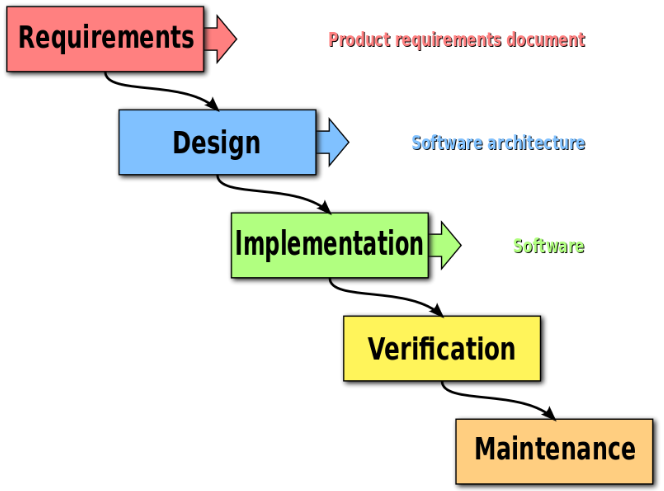 Requirements
Product requirements document
Design
Software architecture
Implementation
Software
Verification
Maintenance